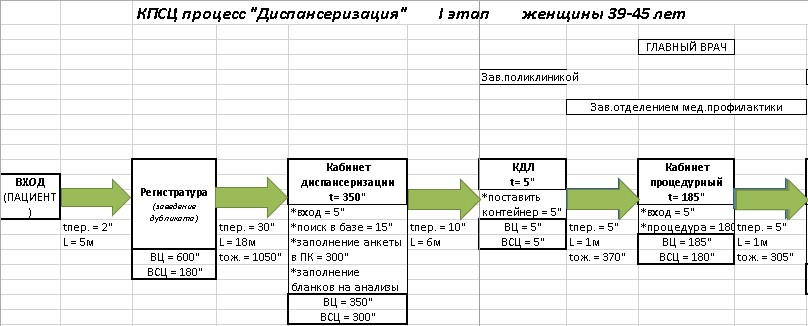 КПСЦ процесс "Диспансеризация" I этап женщины 39-45 лет
ГЛАВНЫЙ ВРАЧ
Зав.поликлиникой
Зав.отделением мед.профилактики
ВХОД
(ПАЦИЕНТ
)
tпер. = 2"
L = 5м
Регистратура
(заведение
дубликата)
ВЦ = 600"
ВСЦ = 180"
tпер. = 30"
L = 18м
tож. = 1050"
Кабинет
диспансеризации
t = 350"
*вход = 5"
*поиск в базе = 15"
*заполнение анкеты
в ПК = 300"
*заполнение
бланков на анализы
ВЦ = 350"
ВСЦ = 300"
tпер. = 10"
L = 6м
КДЛ
t= 5"
*поставить
контейнер = 5"
ВЦ = 5"
ВСЦ = 5"
tпер. = 5"
L = 1м
tож. = 370"
Кабинет
процедурный
t= 185"
*вход = 5"
*процедура = 180
ВЦ = 185"
ВСЦ = 180"
tпер. = 5"
L = 1м
tож. = 305"